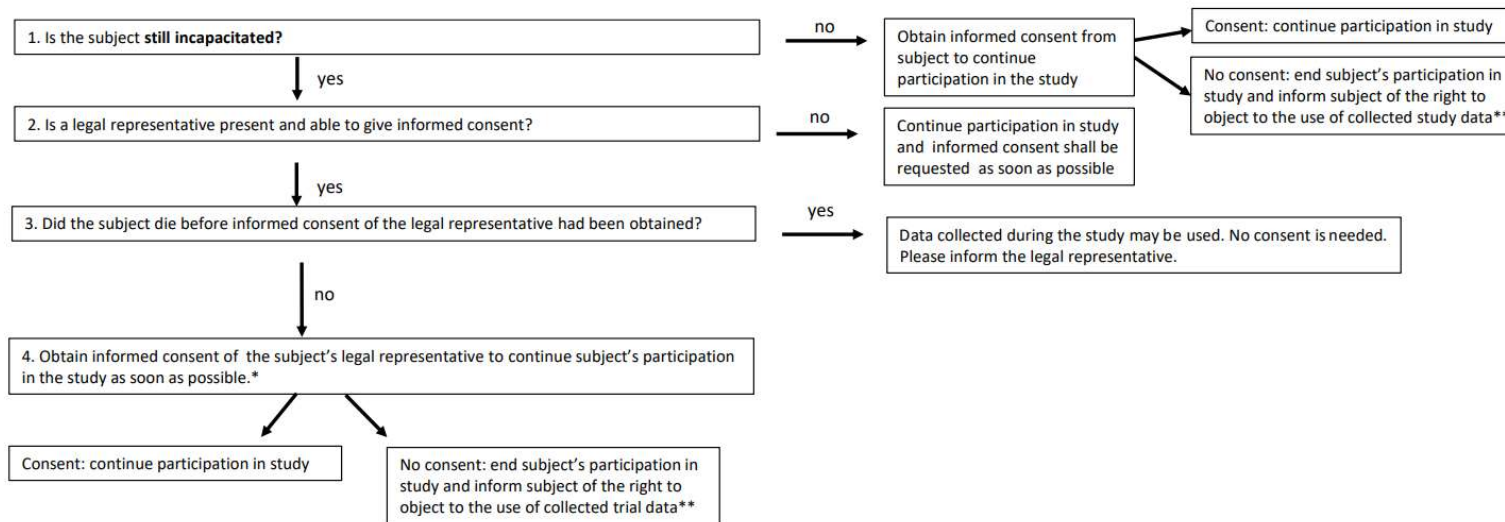 1. Is the subject still incapacitated?
no
Obtain informed consent from
subject to continue
participation in the study
Consent: continue participation in study
No consent: end subject's participation in
study and inform subject of the right to
object to the use of collected study data**
yes
2. Is a legal representative present and able to give informed consent?
no
Continue participation in study
and informed consent shall be
requested as soon as possible
yes
3. Did the subject die before informed consent of the legal representative had been obtained?
yes
Data collected during the study may be used. No consent is needed.
Please inform the legal representative.
no
4. Obtain informed consent of the subject's legal representative to continue subject's participation
in the study as soon as possible.*
Consent: continue participation in study
No consent: end subject's participation in
study and inform subject of the right to
object to the use of collected trial data**